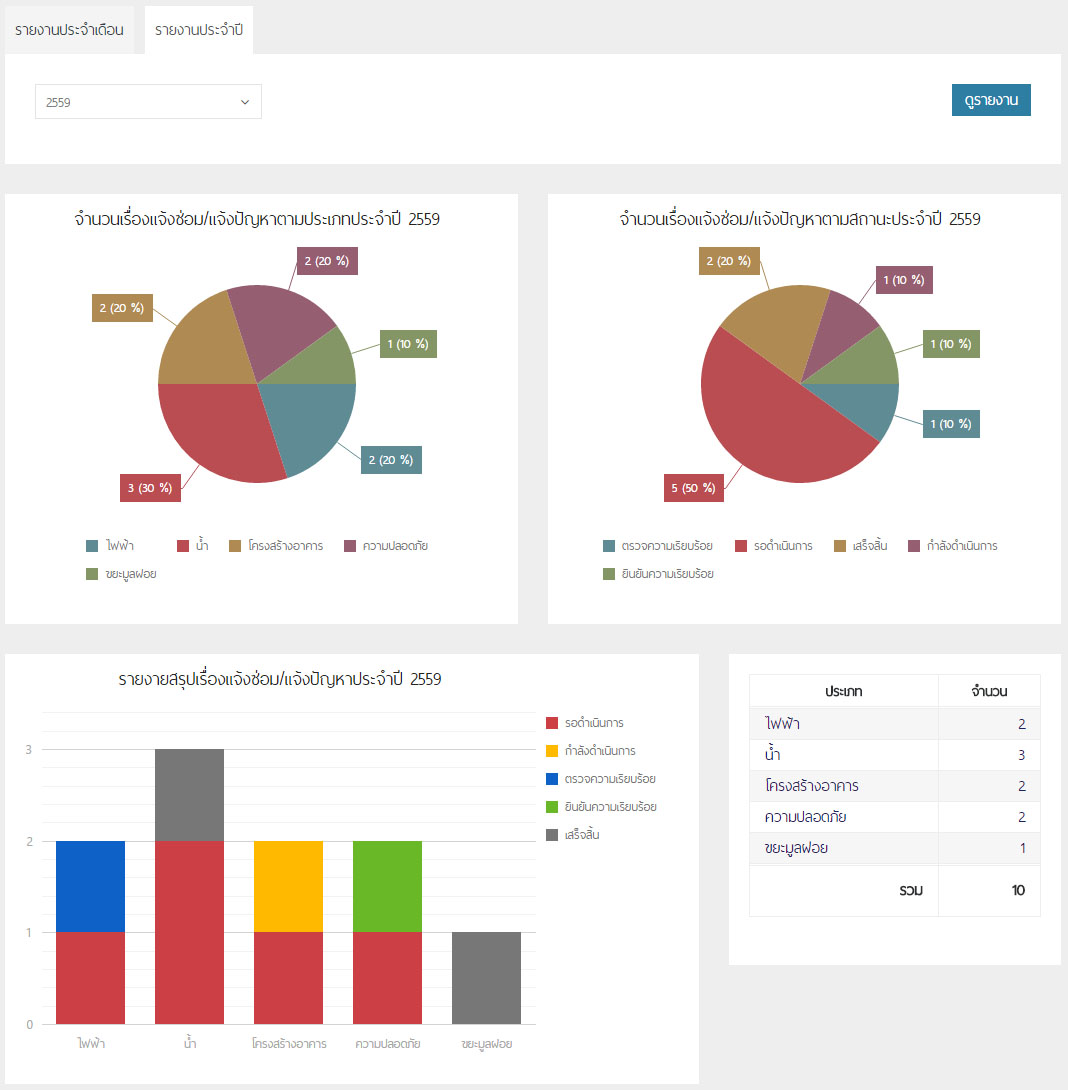 รายงานประจำเดือน รายงานประจำปี
2559
ดูรายงาน
จำนวนเรื่องแจ้งซ่อม/แจ้งปัญหาตามประเภทประจำปี 2559
2 (20 %)
2 (20 %)
1 (10 %)
2 (20 %)
3 (30 %)
ไฟฟ้า น้ำ โครงสร้างอาคาร ความปลอดภัย
ขยะมูลฝอย
จำนวนเรื่องแจ้งซ่อม/แจ้งปัญหาตามสถานะประจำปี 2559
2 (20 %)
1 (10 %)
1 (10 %)
1 (10 %)
5 (50 %)
ตรวจความเรียบร้อย รอดำเนินการ เสร็จสิ้น กำลังดำเนินการ
ยืนยันความเรียบร้อย
รายงายสรุปเรื่องแจ้งซ่อม/แจ้งปัญหาประจำปี 2559
3
2
1
0
ไฟฟ้า น้ำ โครงสร้างอาคาร ความปลอดภัย ขยะมูลฝอย
รอดำเนินการ
กำลังดำเนินการ
ตรวจความเรียบร้อย
ยืนยันความเรียบร้อย
เสร็จสิ้น
ประเภท จำนวน
ไฟฟ้า 2
น้ำ 3
โครงสร้างอาคาร 2
ความปลอดภัย 2
ขยะมูลฝอย 1
รวม 10